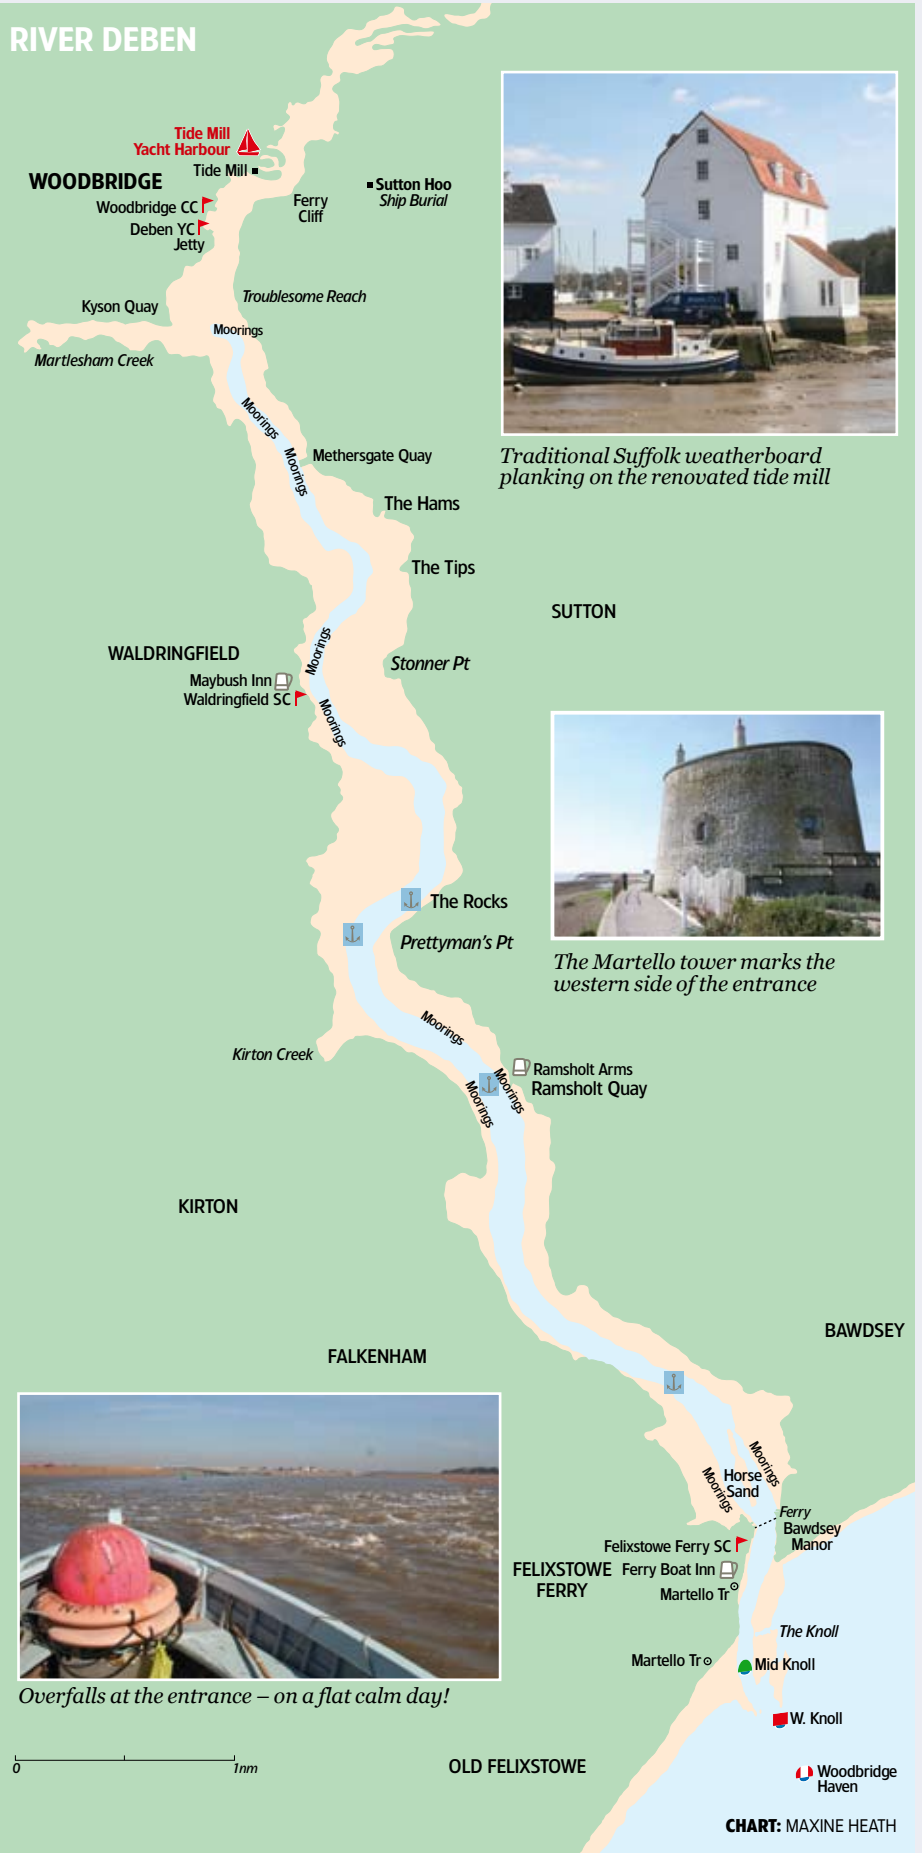 RIVER DEBEN
Tide Mill
Yacht Harbour
Tide Mill
WOODBRIDGE
Sutton Hoo
Ship Burial
Woodbridge CC
Ferry
Cliff
Deben YC
Jetty
Troublesome Reach
Kyson Quay
Moorings
Martlesham Creek
Moorings
Moorings
Methersgate Quay
Traditional Suffolk weatherboard
planking on the renovated tide mill
The Hams
The Tips
SUTTON
Moorings
WALDRINGFIELD
Stonner Pt
Maybush Inn
Waldringfield SC
Moorings
The Rocks
Prettyman's Pt
The Martello tower marks the
western side of the entrance
Moorings
Kirton Creek
Ramsholt Arms
Ramsholt Quay
Moorings
Moorings
KIRTON
BAWDSEY
FALKENHAM
Moorings
Moorings
Horse
Sand
Ferry
Bawdsey
Manor
Felixstowe Ferry SC
FELIXSTOWE
FERRY
Ferry Boat Inn
Martello Tr
The Knoll
Martello Tr
Mid Knoll
Overfalls at the entrance – on a flat calm day!
W. Knoll
0
1nm
OLD FELIXSTOWE
Woodbridge
Haven
CHART: MAXINE HEATH